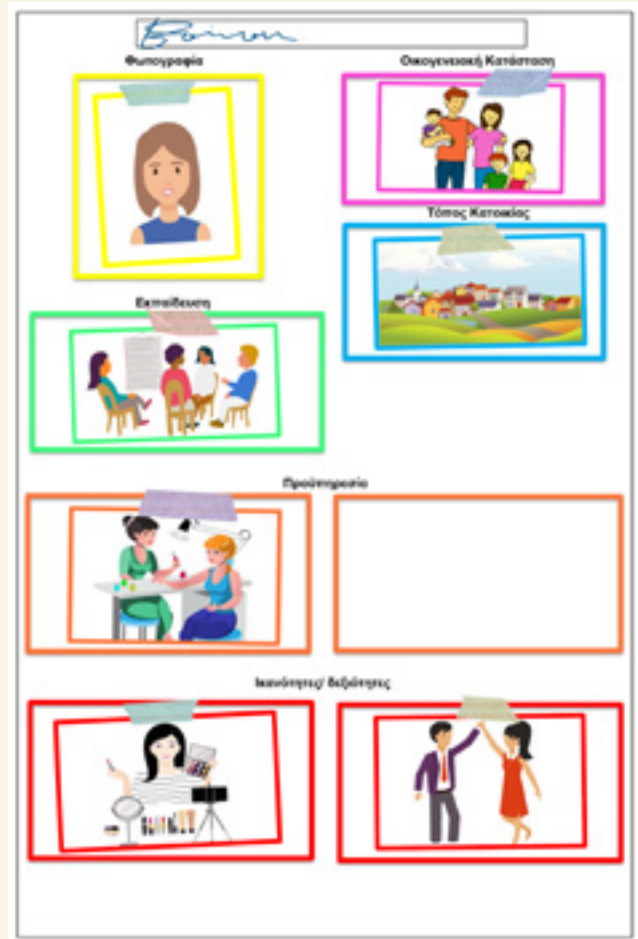 Φωτογραφία
Οικογενειακή Κατάσταση
Τόπος Κατοικίας
Εκπαίδευση
Προϋπηρεσία
Ικανότητες/ δεξιότητες